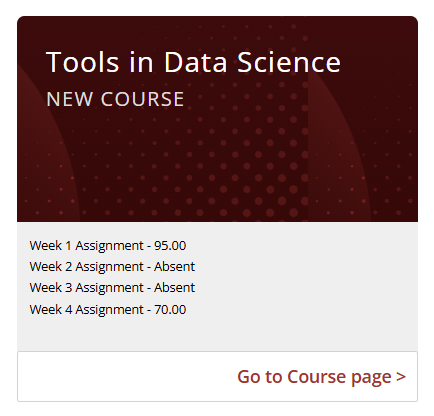 Tools in Data Science
NEW COURSE
Week 1 Assignment - 95.00
Week 2 Assignment - Absent
Week 3 Assignment - Absent
Week 4 Assignment - 70.00
Go to Course page >